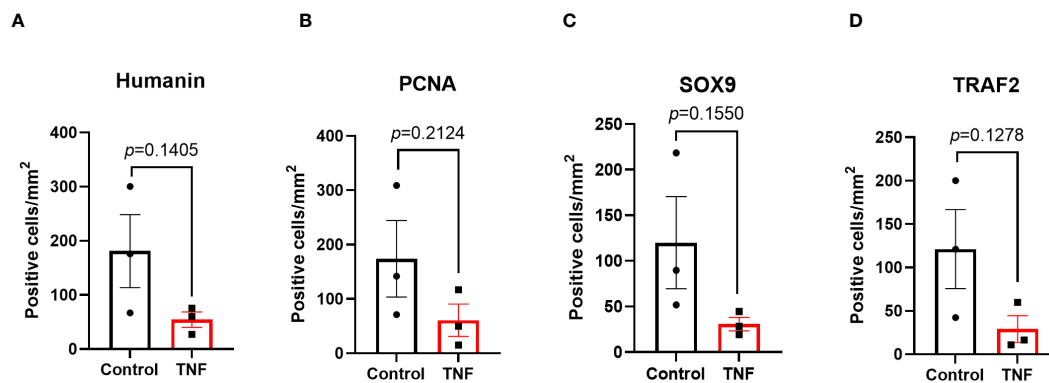 A
B
C
D
Humanin
PCNA
SOX9
TRAF2
p=0.1405
p=0.2124
p=0.1550
p=0.1278
Positive cells/mm²
400
300
200
100
0
Control TNF
Positive cells/mm²
400
300
200
100
0
Control TNF
Positive cells/mm²
250
200
150
100
50
0
Control TNF
Positive cells/mm²
250
200
150
100
50
0
Control TNF